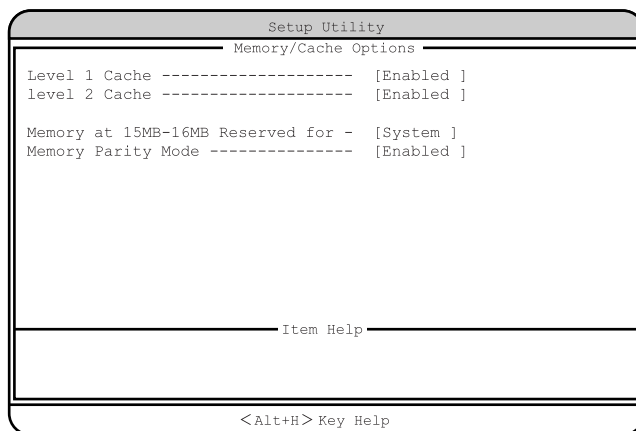 Setup Utility
Memory/Cache Options
Level 1 Cache -------------------- [Enabled ]
level 2 Cache -------------------- [Enabled ]
Memory at 15MB-16MB Reserved for - [System ]
Memory Parity Mode --------------- [Enabled ]
Item Help
<Alt+H> Key Help